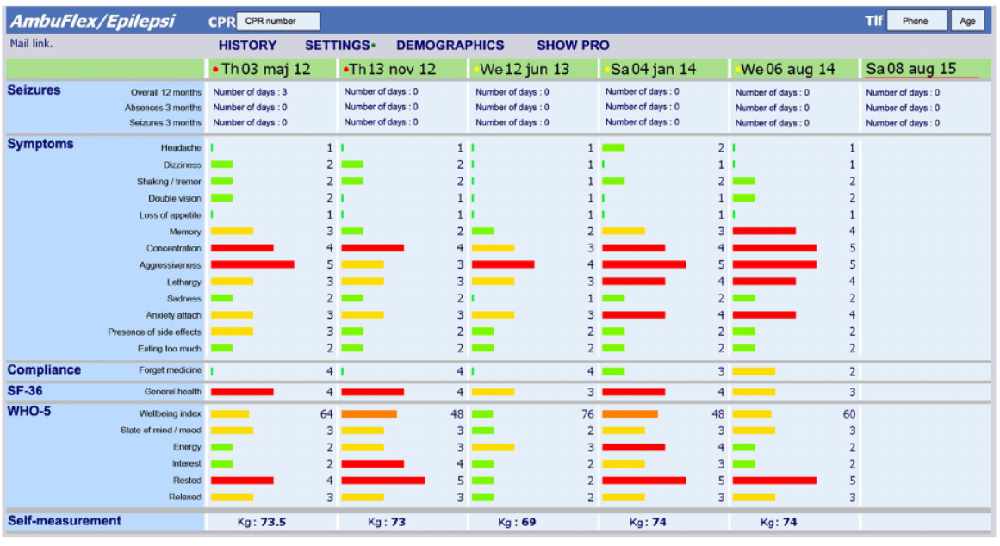 AmbuFlex/Epilepsi CPR CPR number Tlf Phone Age
Mail link. HISTORY SETTINGS• DEMOGRAPHICS SHOW PRO
• Th 03 maj 12 •Th13 nov 12 •We12 jun 13 •Sa04 jan 14 •We06 aug 14 Sa08 aug 15
Seizures Overall 12 months Number of days : 3 Number of days : 0 Number of days : 0 Number of days : 0 Number of days : 0 Number of days : 0
Absences 3 months Number of days : 0 Number of days : 0 Number of days : 0 Number of days : 0 Number of days : 0 Number of days : 0
Seizures 3 months Number of days : 0 Number of days : 0 Number of days : 0 Number of days : 0 Number of days : 0 Number of days : 0
Symptoms Headache 1 1 1 2 1
Dizziness 2 2 1 1 1
Shaking / tremor 2 2 1 2 2
Double vision 2 1 1 1 2
Loss of appetite 1 1 1 1 1
Memory 3 2 2 3 4
Concentration 4 4 3 4 5
Aggressiveness 5 3 4 5 5
Lethargy 3 3 3 4 4
Sadness 2 2 1 2 2
Anxiety attach 3 3 3 4 4
Presence of side effects 3 2 2 2 2
Eating too much 2 2 2 2 2
Compliance Forget medicine 4 4 4 3 2
SF-36 Generel health 4 4 3 4 3
WHO-5 Wellbeing index 64 48 76 48 60
State of mind / mood 3 3 2 3 3
Energy 2 3 3 4 2
Interest 2 4 2 3 2
Rested 4 5 2 5 5
Relaxed 3 3 2 3 3
Self-measurement Kg : 73.5 Kg : 73 Kg : 69 Kg : 74 Kg : 74